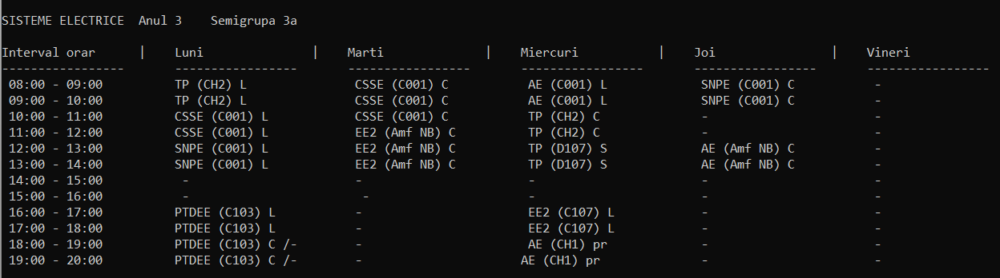 SISTEME ELECTRICE  Anul 3    Semigrupa 3a
Interval orar      |    Luni               |    Marti              |    Miercuri           |    Joi                |    Vineri
-----------------       -----------------       -----------------       -----------------       -----------------       -----------------
 08:00 - 09:00          TP (CH2) L               CSSE (C001) C           AE (C001) L             SNPE (C001) C           -
 09:00 - 10:00          TP (CH2) L               CSSE (C001) C           AE (C001) L             SNPE (C001) C           -
 10:00 - 11:00          CSSE (C001) L            CSSE (C001) C           TP (CH2) C              -                       -
 11:00 - 12:00          CSSE (C001) L            EE2 (Amf NB) C          TP (CH2) C              -                       -
 12:00 - 13:00          SNPE (C001) L            EE2 (Amf NB) C          TP (D107) S             AE (Amf NB) C           -
 13:00 - 14:00          SNPE (C001) L            EE2 (Amf NB) C          TP (D107) S             AE (Amf NB) C           -
 14:00 - 15:00           -                       -                       -                       -                       -
 15:00 - 16:00           -                        -                      -                       -                       -
 16:00 - 17:00          PTDEE (C103) L           -                       EE2 (C107) L            -                       -
 17:00 - 18:00          PTDEE (C103) L           -                       EE2 (C107) L            -                       -
 18:00 - 19:00          PTDEE (C103) C /-        -                       AE (CH1) pr             -                       -
 19:00 - 20:00          PTDEE (C103) C /-        -                      AE (CH1) pr              -                       -